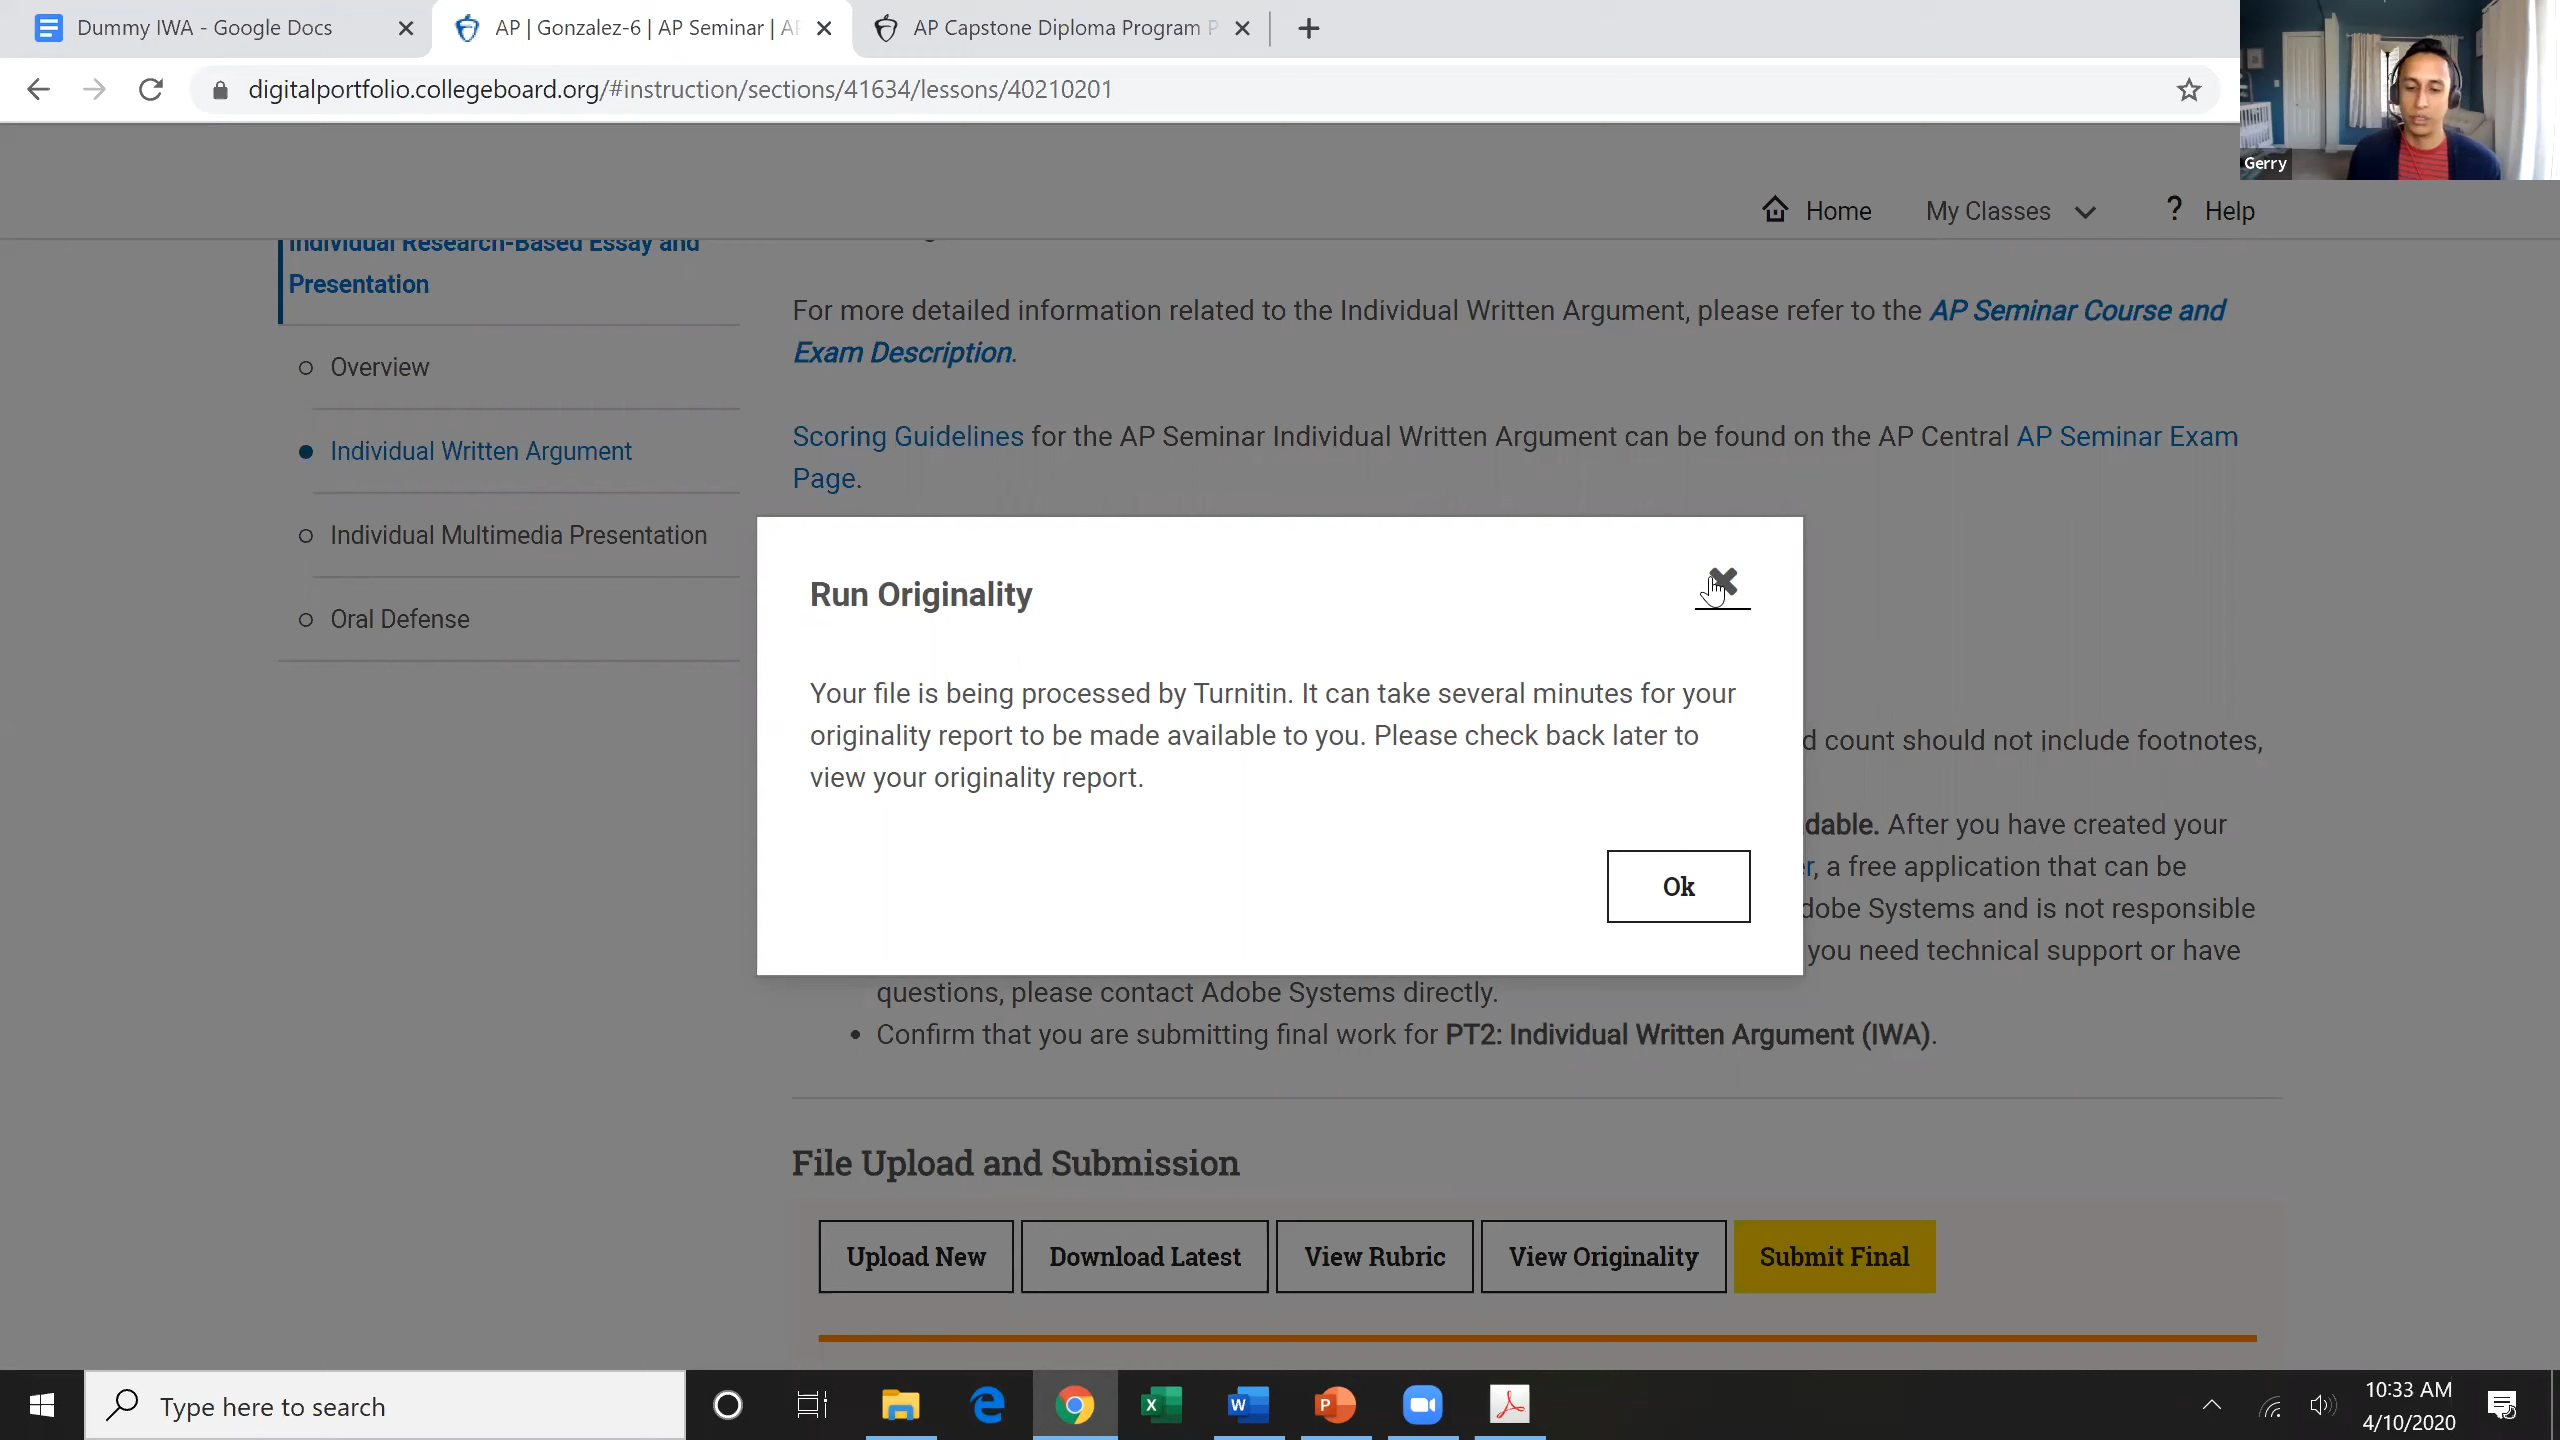 Dummy IWA - Google Docs
AP | Gonzalez-6 | AP Seminar | AP
AP Capstone Diploma Program P
digitalportfolio.collegeboard.org/#instruction/sections/41634/lessons/40210201
Gerry
Home
My Classes
? Help
Individual Research-Based Essay and
Presentation
Overview
Individual Written Argument
Individual Multimedia Presentation
Oral Defense
For more detailed information related to the Individual Written Argument, please refer to the AP Seminar Course and
Exam Description.
Scoring Guidelines for the AP Seminar Individual Written Argument can be found on the AP Central AP Seminar Exam
Page.
Run Originality
Your file is being processed by Turnitin. It can take several minutes for your
originality report to be made available to you. Please check back later to
view your originality report.
Ok
d count should not include footnotes,
dable. After you have created your
r, a free application that can be
dobe Systems and is not responsible
you need technical support or have
questions, please contact Adobe Systems directly.
• Confirm that you are submitting final work for PT2: Individual Written Argument (IWA).
File Upload and Submission
Upload New
Download Latest
View Rubric
View Originality
Submit Final
Type here to search
10:33 AM
4/10/2020